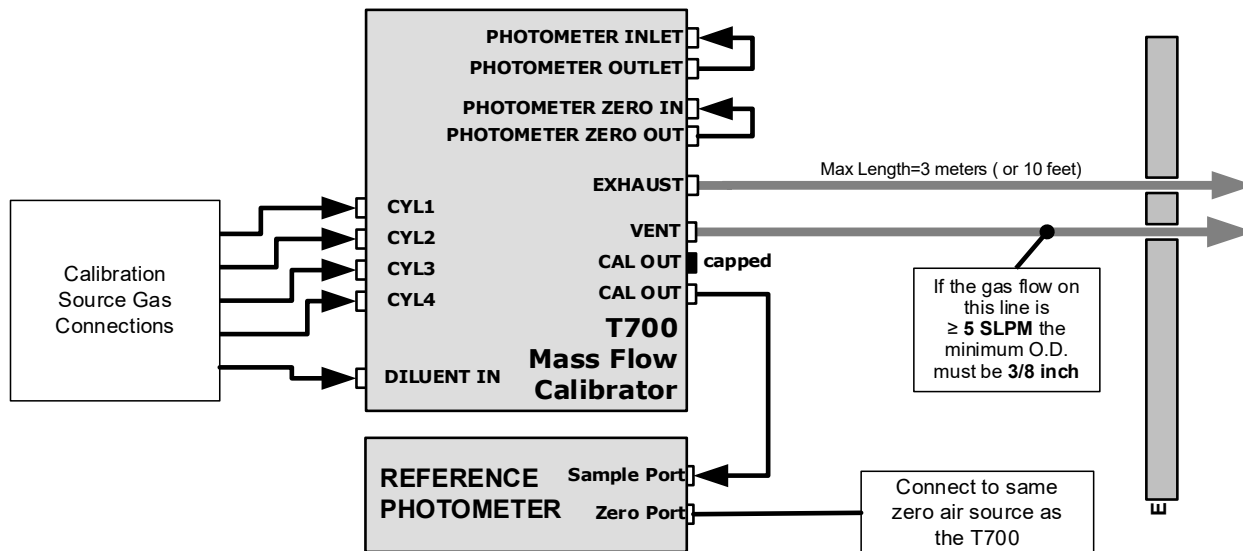 PHOTOMETER INLET
PHOTOMETER OUTLET
PHOTOMETER ZERO IN
PHOTOMETER ZERO OUT
EXHAUST
Max Length=3 meters ( or 10 feet)
VENT
CAL OUT
capped
CAL OUT
CYL1
CYL2
CYL3
CYL4
DILUENT IN
T700
Mass Flow
Calibrator
Calibration
Source Gas
Connections
If the gas flow on
this line is
≥ 5 SLPM the
minimum O.D.
must be 3/8 inch
REFERENCE
PHOTOMETER
Sample Port
Zero Port
Connect to same
zero air source as
the T700
E